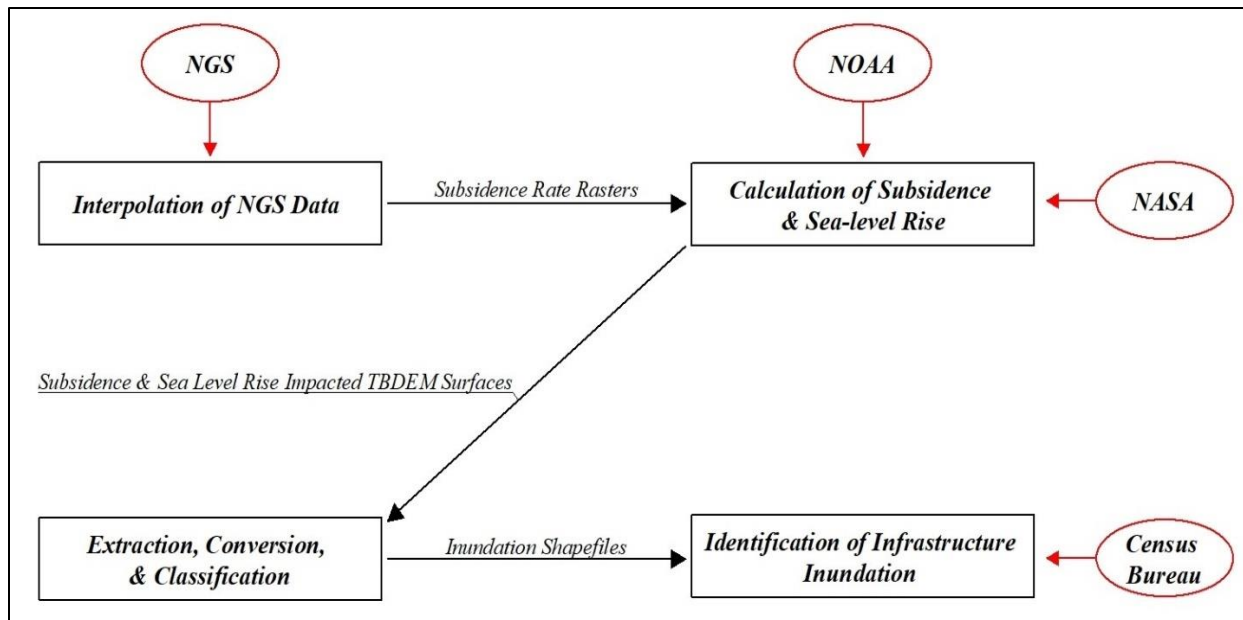 NGS
NOAA
Interpolation of NGS Data
Subsidence Rate Rasters
Calculation of Subsidence
& Sea-level Rise
NASA
Subsidence & Sea Level Rise Impacted TBDEM Surfaces
Extraction, Conversion,
& Classification
Inundation Shapefiles
Identification of Infrastructure
Inundation
Census
Bureau